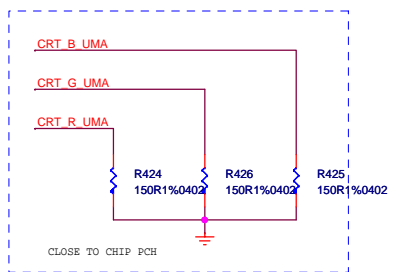 CRT_B_UMA
CRT_G_UMA
CRT_R_UMA
R424 R426 R425
150R1%0402 150R1%0402 150R1%0402
CLOSE TO CHIP PCH